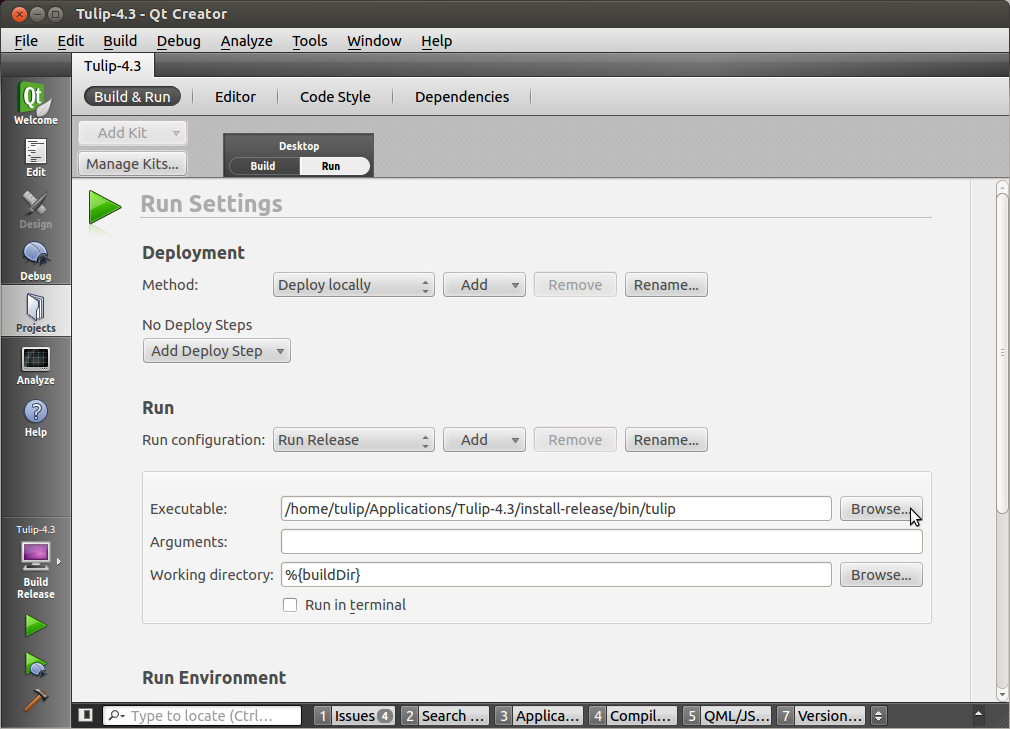 Tulip-4.3 - Qt Creator
File Edit Build Debug Analyze Tools Window Help
Tulip-4.3
Build & Run Editor Code Style Dependencies
Add Kit
Manage Kits...
Desktop
Build Run
Qt
Welcome
Edit
Design
Debug
Projects
Analyze
?
Help
Tulip-4.3
Build
Release
Run Settings
Deployment
Method: Deploy locally Add Remove Rename...
No Deploy Steps
Add Deploy Step
Run
Run configuration: Run Release Add Remove Rename...
Executable: /home/tulip/Applications/Tulip-4.3/install-release/bin/tulip Browse...
Arguments:
Working directory: %{buildDir} Browse...
Run in terminal
Run Environment
Type to locate (Ctrl... 1 Issues 4 2 Search ... 3 Applica... 4 Compil... 5 QML/JS... 7 Version...